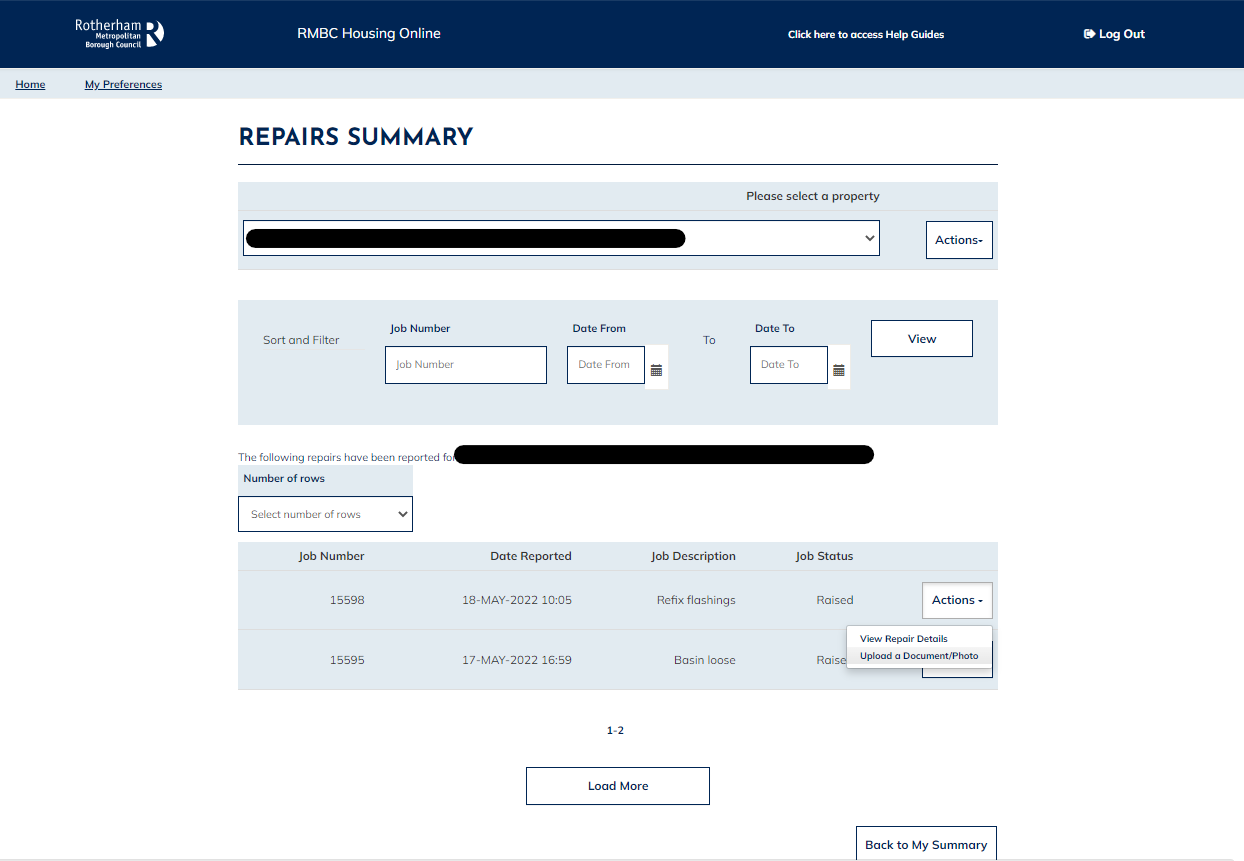 Rotherham
Metropolitan
Borough Council
RMBC Housing Online
Click here to access Help Guides
Log Out
Home
My Preferences
REPAIRS SUMMARY
Please select a property
Actions
Sort and Filter
Job Number
Job Number
Date From
Date From
To
Date To
Date To
View
The following repairs have been reported for
Number of rows
Select number of rows
Job Number Date Reported Job Description Job Status
15598 18-MAY-2022 10:05 Refix flashings Raised Actions
View Repair Details
Upload a Document/Photo
15595 17-MAY-2022 16:59 Basin loose Raise
1-2
Load More
Back to My Summary